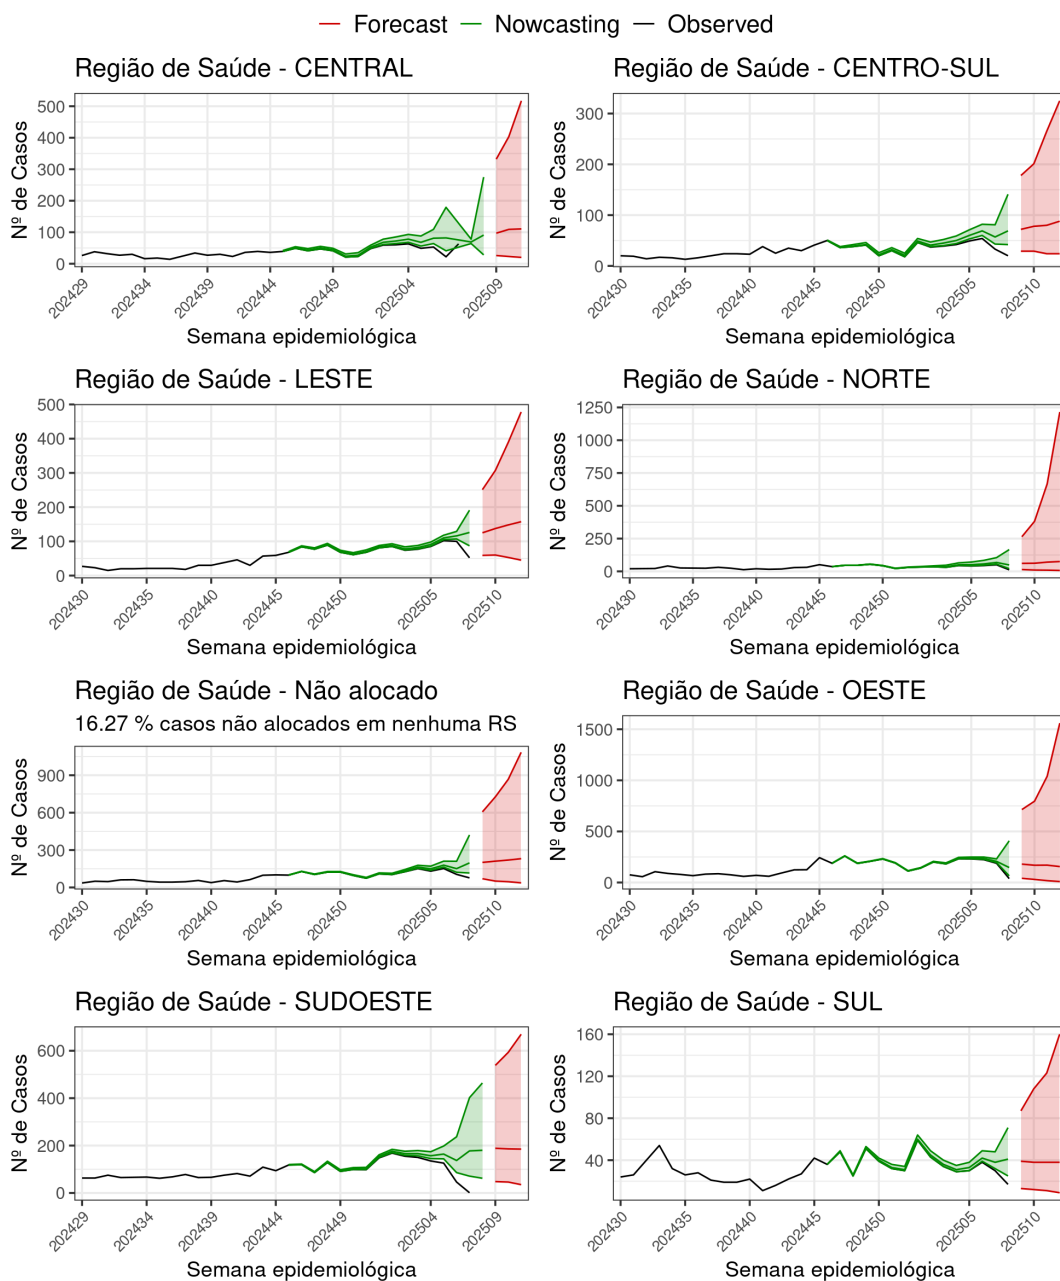 Forecast Nowcasting Observed
Região de Saúde - CENTRAL
Nº de Casos
500
400
300
200
100
0
202429 202434 202439 202444 202449 202504 202509
Semana epidemiológica
Região de Saúde - CENTRO-SUL
Nº de Casos
300
200
100
0
202430 202435 202440 202445 202450 202505 202510
Semana epidemiológica
Região de Saúde - LESTE
Nº de Casos
500
400
300
200
100
0
202430 202435 202440 202445 202450 202505 202510
Semana epidemiológica
Região de Saúde - NORTE
Nº de Casos
1250
1000
750
500
250
0
202430 202435 202440 202445 202450 202505 202510
Semana epidemiológica
Região de Saúde - Não alocado
16.27 % casos não alocados em nenhuma RS
Nº de Casos
900
600
300
0
202430 202435 202440 202445 202450 202505 202510
Semana epidemiológica
Região de Saúde - OESTE
Nº de Casos
1500
1000
500
0
202430 202435 202440 202445 202450 202505 202510
Semana epidemiológica
Região de Saúde - SUDOESTE
Nº de Casos
600
400
200
0
202429 202434 202439 202444 202449 202504 202509
Semana epidemiológica
Região de Saúde - SUL
Nº de Casos
160
120
80
40
202430 202435 202440 202445 202450 202505 202510
Semana epidemiológica